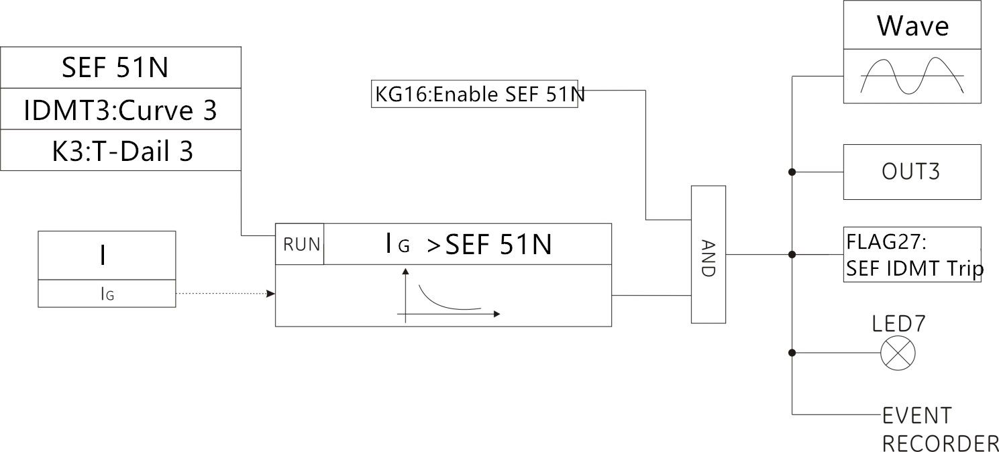 Wave
SEF 51N
IDMT3:Curve 3
K3:T-Dail 3
KG16:Enable SEF 51N
OUT3
I
IG
RUN
IG >SEF 51N
AND
FLAG27:
SEF IDMT Trip
LED7
EVENT
RECORDER